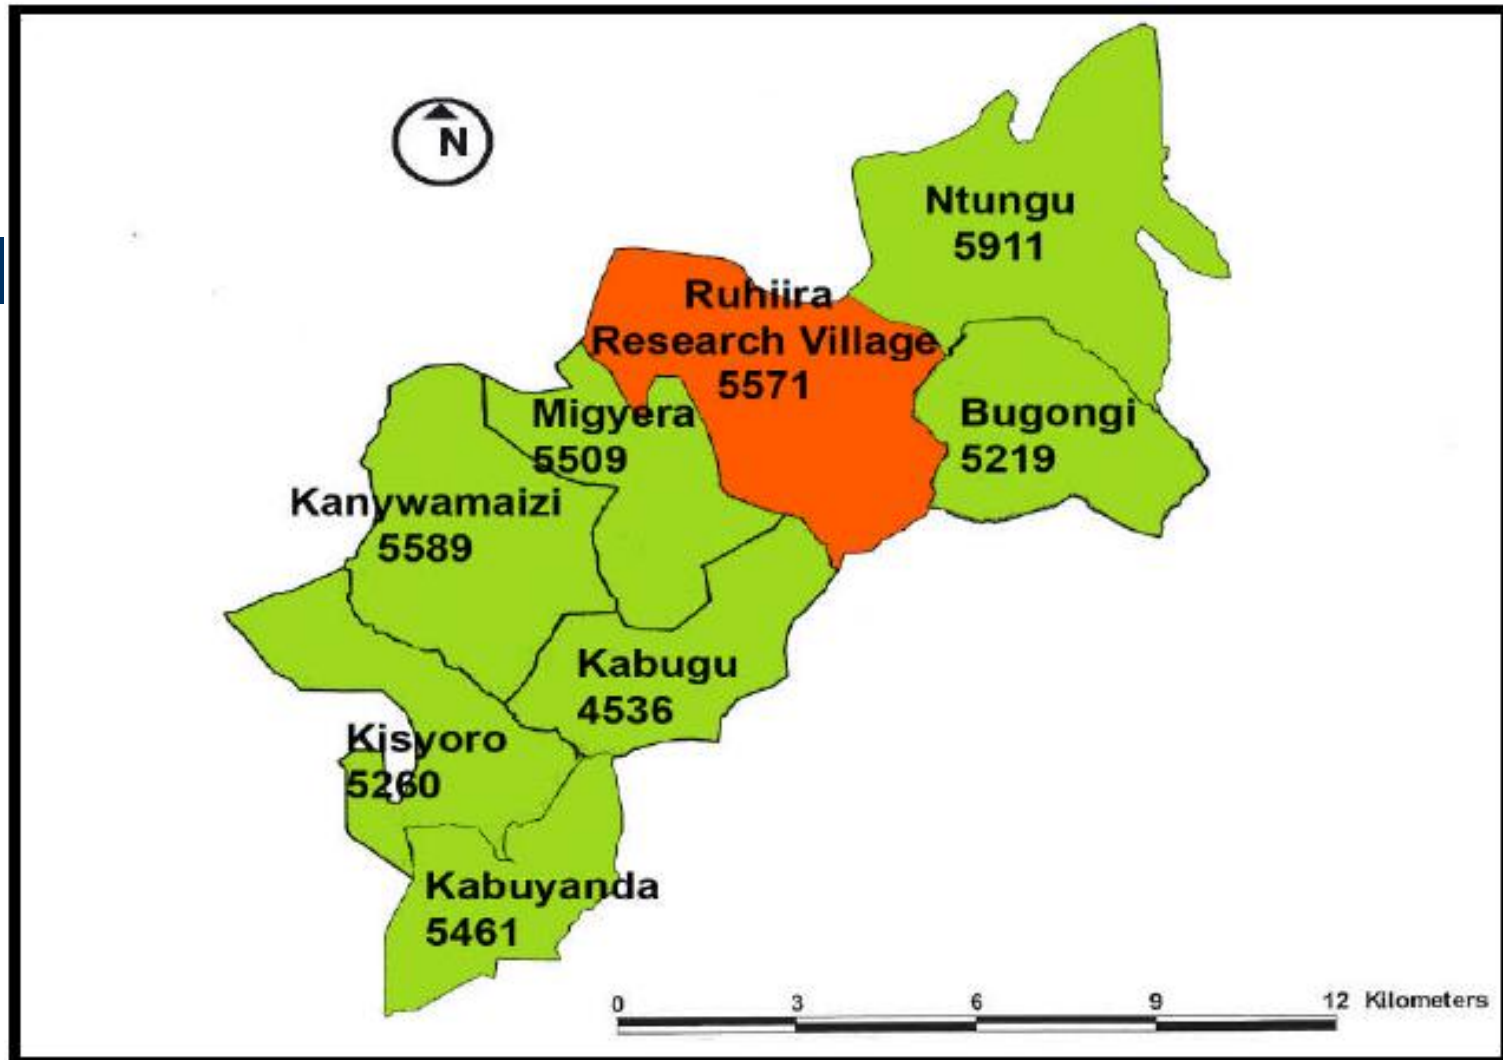 N
Ntungu
5911
Ruhiira
Research Village
5571
Migyera
5509
Bugongi
5219
Kanywamaizi
5589
Kabugu
4536
Kisyoro
5260
Kabuyanda
5461
0 3 6 9 12 Kilometers